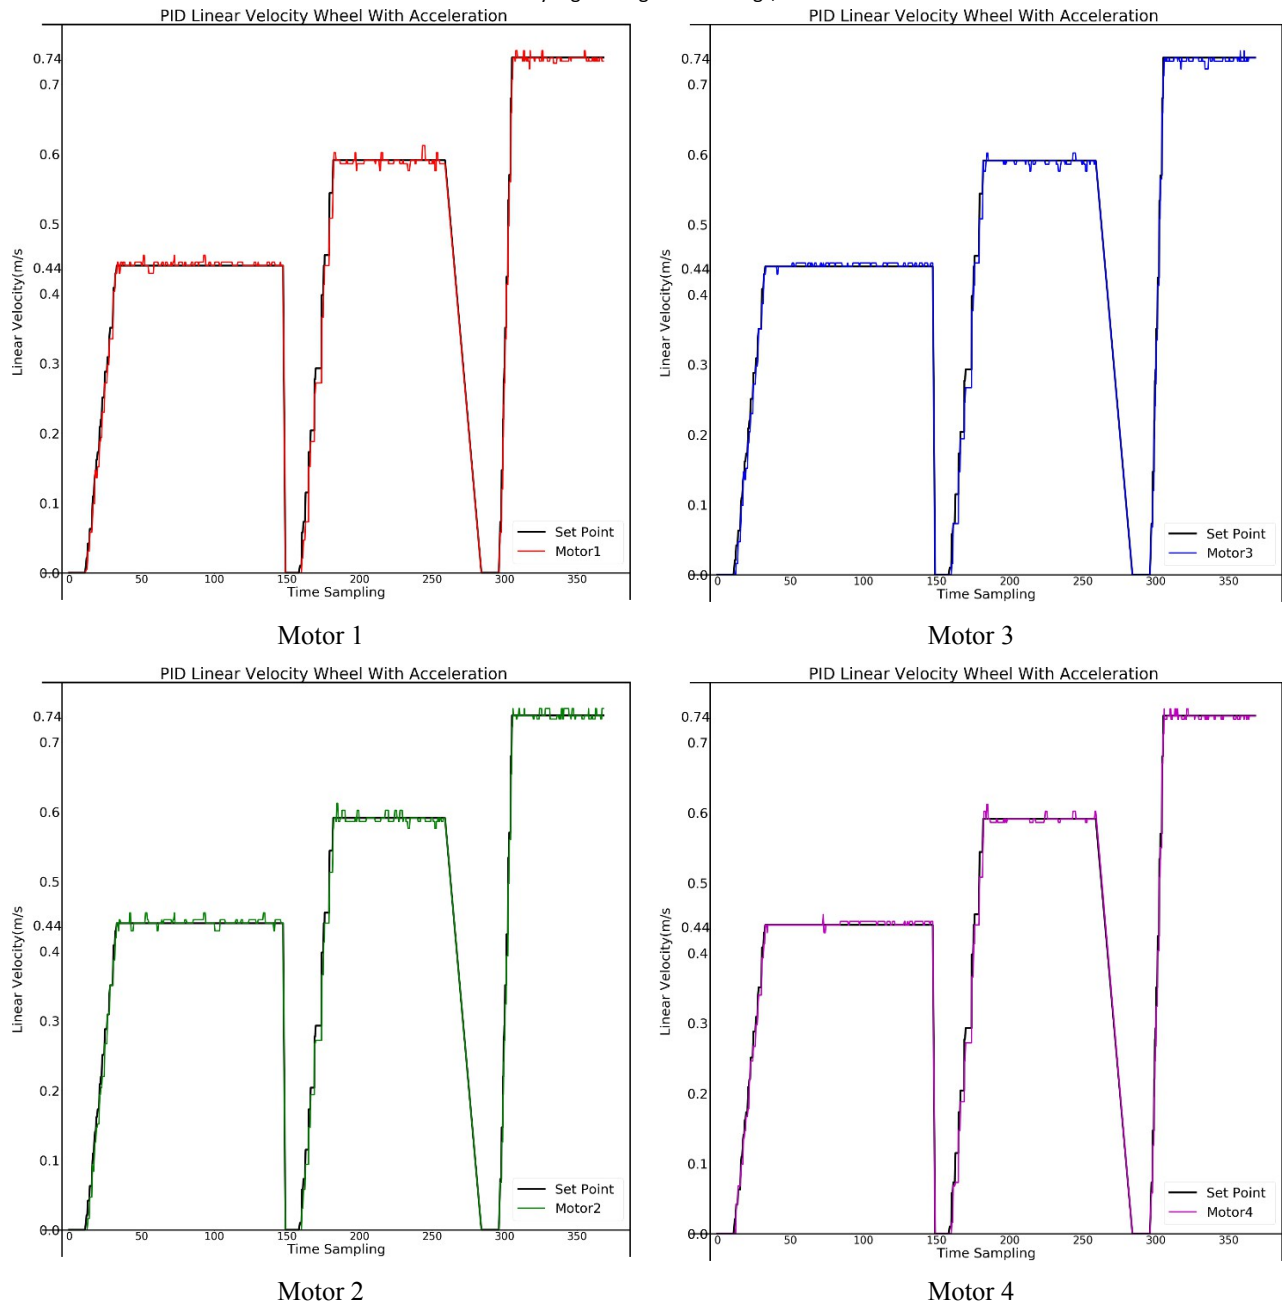 PID Linear Velocity Wheel With Acceleration
0.74
0.7
0.6
0.5
0.44
0.4
0.3
0.2
0.1
0.0
Linear Velocity(m/s
Set Point
Motor1
0 50 100 150 200 250 300 350
Time Sampling
Motor 1
PID Linear Velocity Wheel With Acceleration
0.74
0.7
0.6
0.5
0.44
0.4
0.3
0.2
0.1
0.0
Linear Velocity(m/s
Set Point
Motor3
0 50 100 150 200 250 300 350
Time Sampling
Motor 3
PID Linear Velocity Wheel With Acceleration
0.74
0.7
0.6
0.5
0.44
0.4
0.3
0.2
0.1
0.0
Linear Velocity(m/s
Set Point
Motor2
0 50 100 150 200 250 300 350
Time Sampling
Motor 2
PID Linear Velocity Wheel With Acceleration
0.74
0.7
0.6
0.5
0.44
0.4
0.3
0.2
0.1
0.0
Linear Velocity(m/s
Set Point
Motor4
0 50 100 150 200 250 300 350
Time Sampling
Motor 4